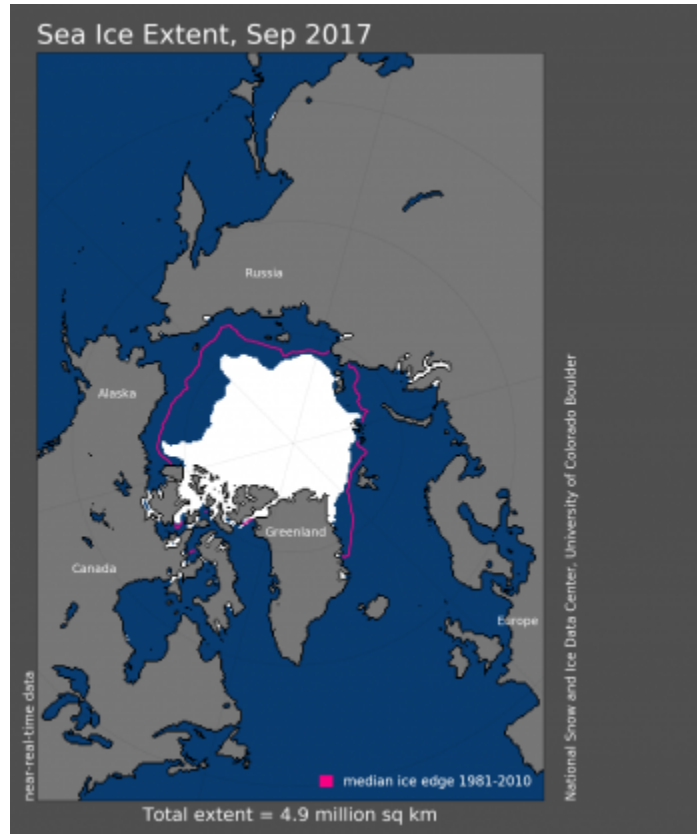 Sea Ice Extent, Sep 2017
Russia
Alaska
Greenland
Canada
Europe
near-real-time data
median ice edge 1981-2010
Total extent = 4.9 million sq km
National Snow and Ice Data Center, University of Colorado Boulder